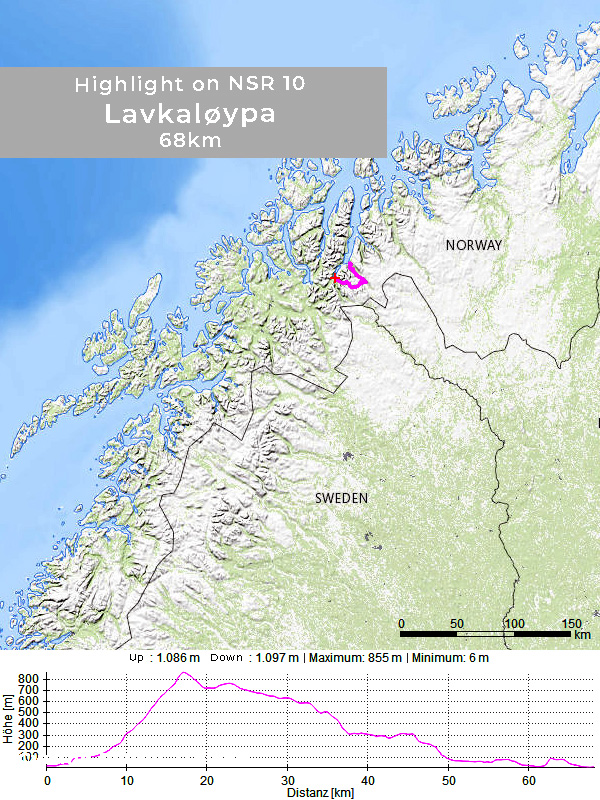 Highlight on NSR 10
Lavkaløypa
68km
NORWAY
SWEDEN
0 50 100 150
km
Up : 1.086 m Down : 1.097 m | Maximum: 855 m | Minimum: 6 m
Höhe [m]
800
700
600
500
400
300
200
0 10 20 30 40 50 60
Distanz [km]